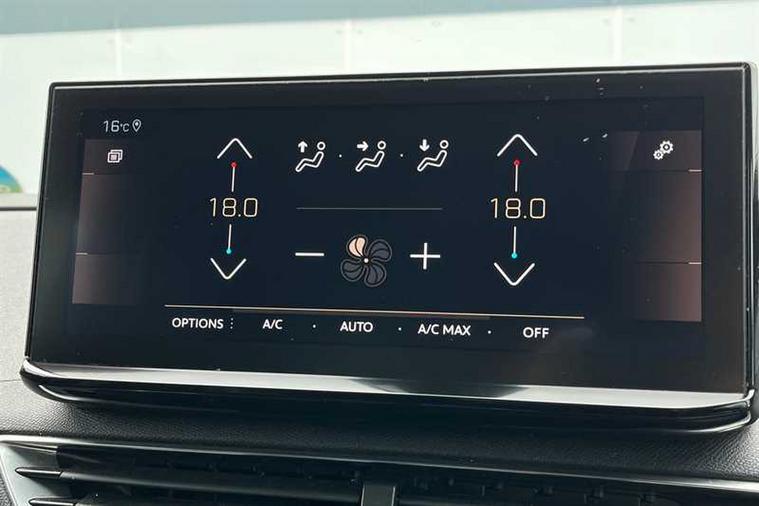 16°C
18.0 18.0
OPTIONS A/C AUTO A/C MAX OFF